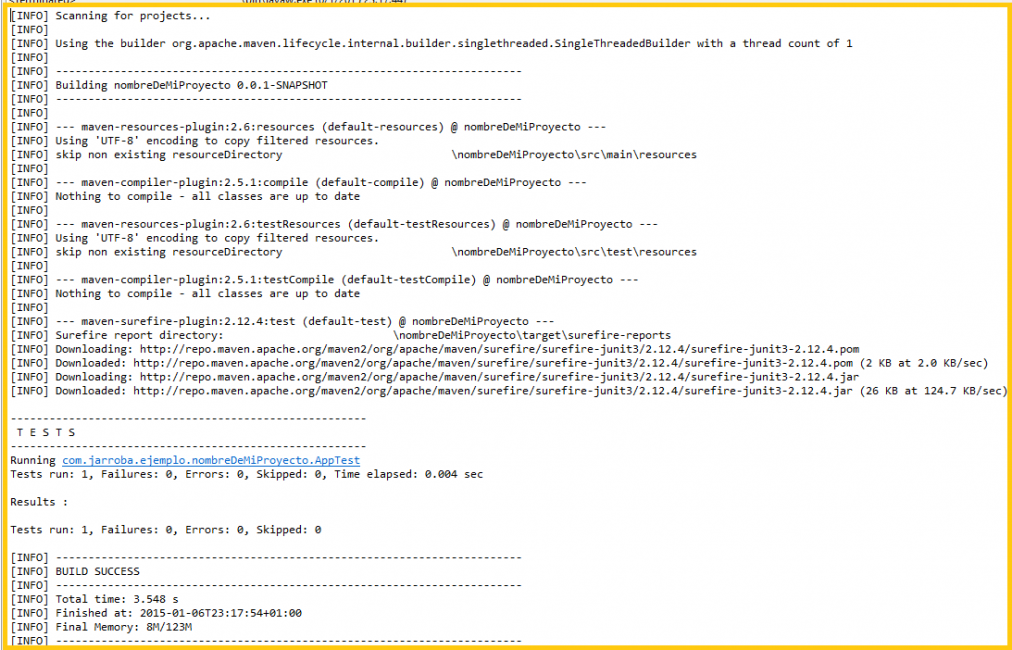 [INFO] Scanning for projects...
[INFO]
[INFO] Using the builder org.apache.maven.lifecycle.internal.builder.singlethreaded.SingleThreadedBuilder with a thread count of 1
[INFO]
[INFO] ------------------------------------------------------------------------
[INFO] Building nombreDeMiProyecto 0.0.1-SNAPSHOT
[INFO] ------------------------------------------------------------------------
[INFO]
[INFO] --- maven-resources-plugin:2.6:resources (default-resources) @ nombreDeMiProyecto ---
[INFO] Using 'UTF-8' encoding to copy filtered resources.
[INFO] skip non existing resourceDirectory \nombreDeMiProyecto\src\main\resources
[INFO]
[INFO] --- maven-compiler-plugin:2.5.1:compile (default-compile) @ nombreDeMiProyecto ---
[INFO] Nothing to compile - all classes are up to date
[INFO]
[INFO] --- maven-resources-plugin:2.6:testResources (default-testResources) @ nombreDeMiProyecto ---
[INFO] Using 'UTF-8' encoding to copy filtered resources.
[INFO] skip non existing resourceDirectory \nombreDeMiProyecto\src\test\resources
[INFO]
[INFO] --- maven-compiler-plugin:2.5.1:testCompile (default-testCompile) @ nombreDeMiProyecto ---
[INFO] Nothing to compile - all classes are up to date
[INFO]
[INFO] --- maven-surefire-plugin:2.12.4:test (default-test) @ nombreDeMiProyecto ---
[INFO] Surefire report directory: \nombreDeMiProyecto\target\surefire-reports
[INFO] Downloading: http://repo.maven.apache.org/maven2/org/apache/maven/surefire/surefire-junit3/2.12.4/surefire-junit3-2.12.4.pom
[INFO] Downloaded: http://repo.maven.apache.org/maven2/org/apache/maven/surefire/surefire-junit3/2.12.4/surefire-junit3-2.12.4.pom (2 KB at 2.0 KB/sec)
[INFO] Downloading: http://repo.maven.apache.org/maven2/org/apache/maven/surefire/surefire-junit3/2.12.4/surefire-junit3-2.12.4.jar
[INFO] Downloaded: http://repo.maven.apache.org/maven2/org/apache/maven/surefire/surefire-junit3/2.12.4/surefire-junit3-2.12.4.jar (26 KB at 124.7 KB/sec)
-------------------------------------------------------
T E S T S
-------------------------------------------------------
Running com.jarroba.ejemplo.nombreDeMiProyecto.AppTest
Tests run: 1, Failures: 0, Errors: 0, Skipped: 0, Time elapsed: 0.004 sec
Results :
Tests run: 1, Failures: 0, Errors: 0, Skipped: 0
[INFO] ------------------------------------------------------------------------
[INFO] BUILD SUCCESS
[INFO] ------------------------------------------------------------------------
[INFO] Total time: 3.548 s
[INFO] Finished at: 2015-01-06T23:17:54+01:00
[INFO] Final Memory: 8M/123M
[INFO] ------------------------------------------------------------------------